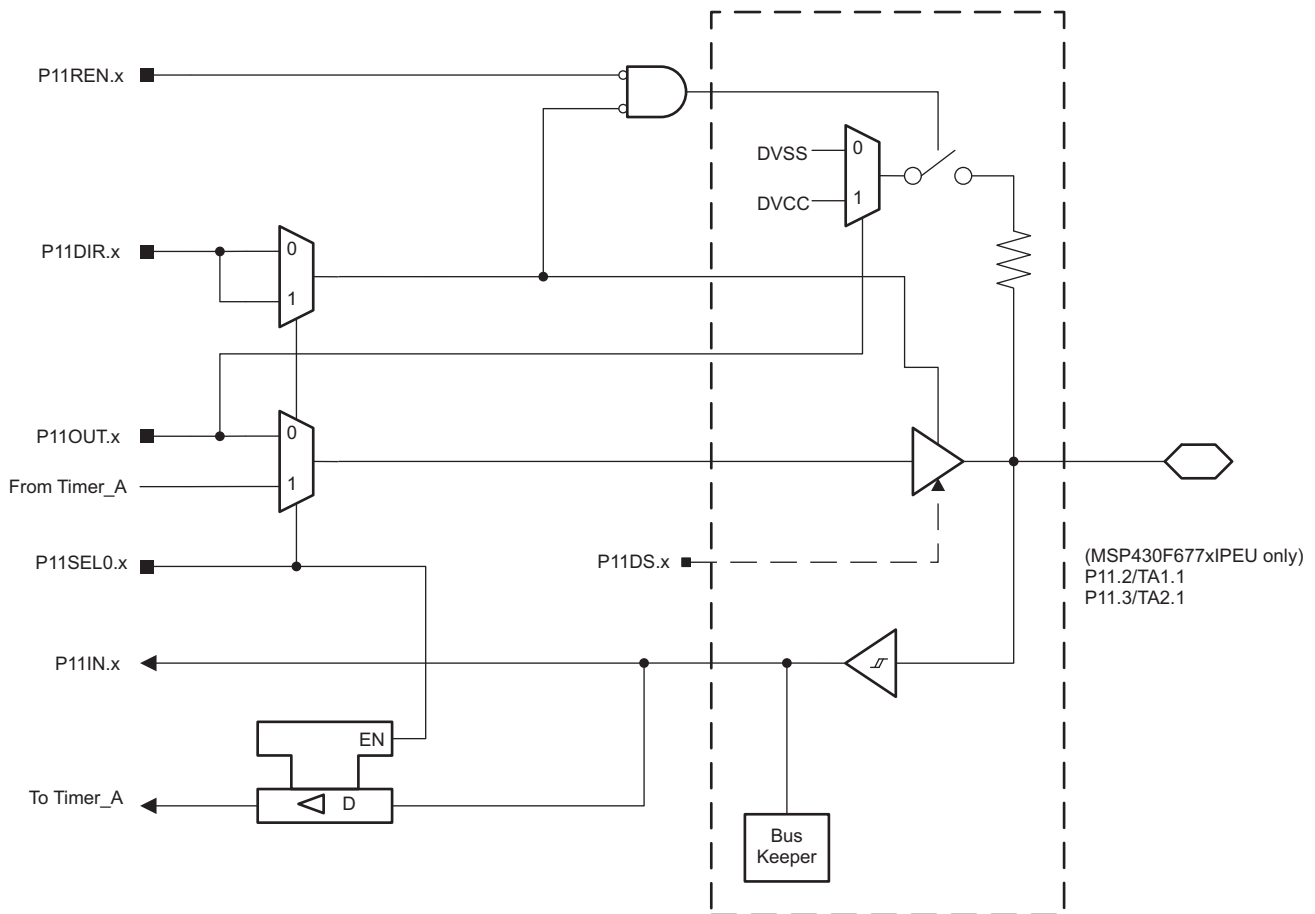 P11REN.x
DVSS
0
DVCC
1
P11DIR.x
0
1
P11OUT.x
0
From Timer_A
1
P11SEL0.x
P11DS.x
(MSP430F677xIPEU only)
P11.2/TA1.1
P11.3/TA2.1
P11IN.x
EN
To Timer_A
D
Bus
Keeper